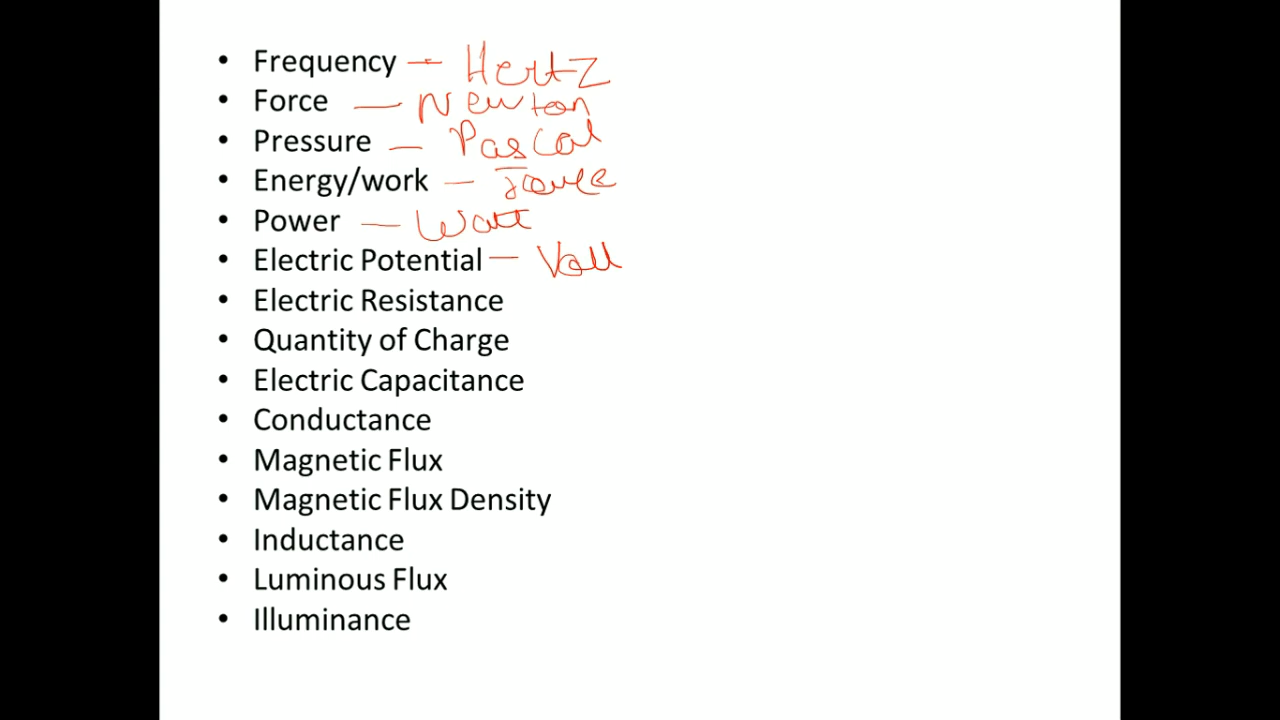 • Frequency — Hertz
• Force — Newton
• Pressure — Pascal
• Energy/work — Joule
• Power — Watt
• Electric Potential — Volt
• Electric Resistance
• Quantity of Charge
• Electric Capacitance
• Conductance
• Magnetic Flux
• Magnetic Flux Density
• Inductance
• Luminous Flux
• Illuminance